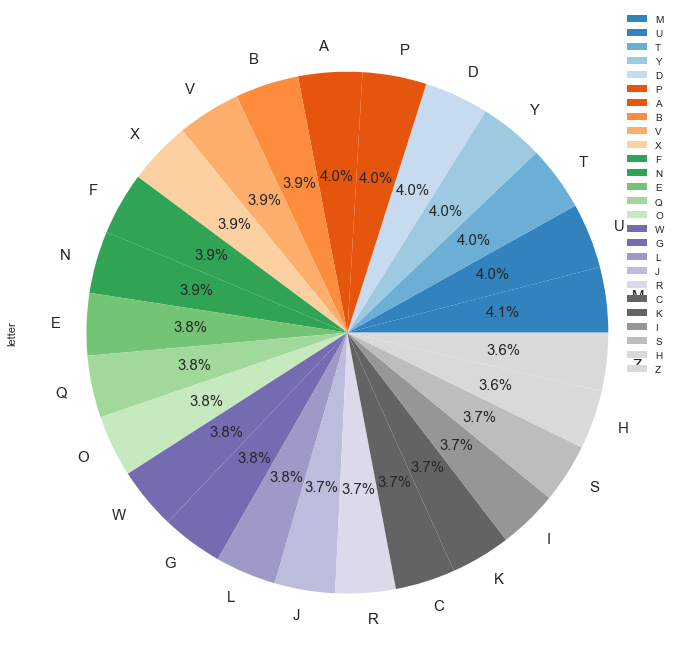 A
P
B
D
V
Y
X
T
F
U
N
M
E
Z
Q
H
O
S
W
I
G
K
L
C
J
R
4.1%
4.0%
4.0%
4.0%
4.0%
4.0%
4.0%
3.9%
3.9%
3.9%
3.9%
3.9%
3.8%
3.8%
3.8%
3.8%
3.8%
3.8%
3.7%
3.7%
3.7%
3.7%
3.7%
3.7%
3.6%
3.6%
letter
M
U
T
Y
D
P
A
B
V
X
F
N
E
Q
O
W
G
L
J
R
C
K
I
S
H
Z